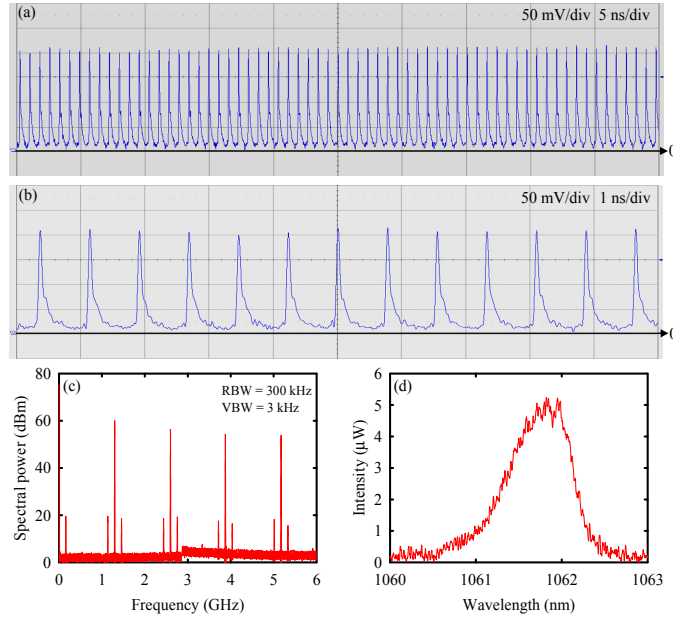 (a) 50 mV/div 5 ns/div
0
(b) 50 mV/div 1 ns/div
0
(c) RBW = 300 kHz
VBW = 3 kHz
Spectral power (dBm)
80
60
40
20
0
0 1 2 3 4 5 6
Frequency (GHz)
(d)
Intensity (μW)
6
5
4
3
2
1
0
1060 1061 1062 1063
Wavelength (nm)